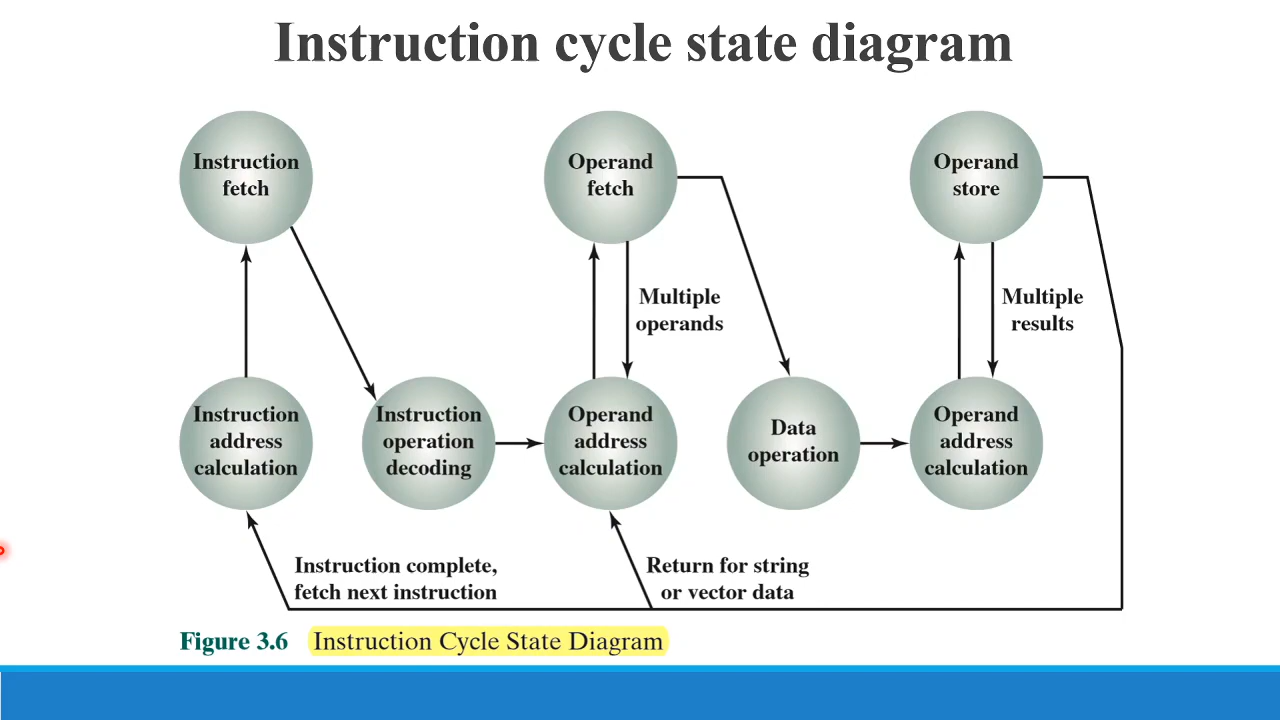 Instruction cycle state diagram
Instruction
fetch
Operand
fetch
Operand
store
Multiple
operands
Multiple
results
Instruction
address
calculation
Instruction
operation
decoding
Operand
address
calculation
Data
operation
Operand
address
calculation
Instruction complete,
fetch next instruction
Return for string
or vector data
Figure 3.6 Instruction Cycle State Diagram